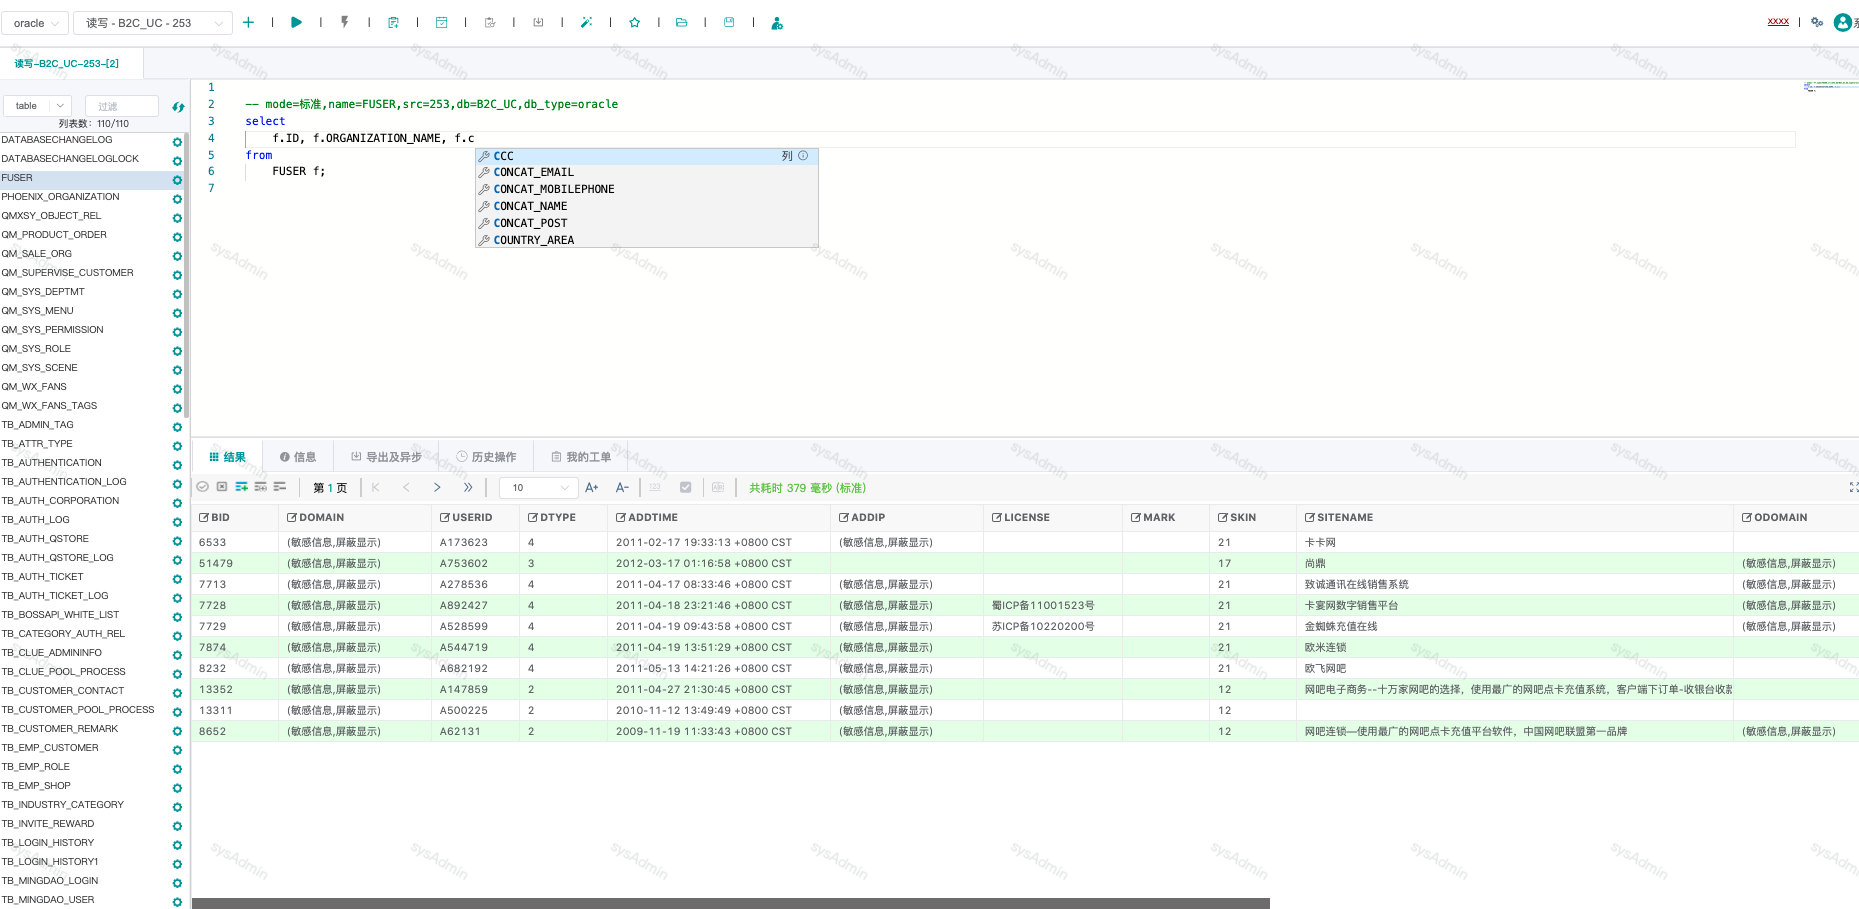 oracle
读写 - B2C_UC - 253
xxxx
系
读写-B2C_UC-253-[2]
table
过滤
列表数: 110/110
DATABASECHANGELOG
DATABASECHANGELOGLOCK
FUSER
PHOENIX_ORGANIZATION
QMXSY_OBJECT_REL
QM_PRODUCT_ORDER
QM_SALE_ORG
QM_SUPERVISE_CUSTOMER
QM_SYS_DEPTMT
QM_SYS_MENU
QM_SYS_PERMISSION
QM_SYS_ROLE
QM_SYS_SCENE
QM_WX_FANS
QM_WX_FANS_TAGS
TB_ADMIN_TAG
TB_ATTR_TYPE
TB_AUTHENTICATION
TB_AUTHENTICATION_LOG
TB_AUTH_CORPORATION
TB_AUTH_LOG
TB_AUTH_QSTORE
TB_AUTH_QSTORE_LOG
TB_AUTH_TICKET
TB_AUTH_TICKET_LOG
TB_BOSSAPI_WHITE_LIST
TB_CATEGORY_AUTH_REL
TB_CLUE_ADMININFO
TB_CLUE_POOL_PROCESS
TB_CUSTOMER_CONTACT
TB_CUSTOMER_POOL_PROCESS
TB_CUSTOMER_REMARK
TB_EMP_CUSTOMER
TB_EMP_ROLE
TB_EMP_SHOP
TB_INDUSTRY_CATEGORY
TB_INVITE_REWARD
TB_LOGIN_HISTORY
TB_LOGIN_HISTORY1
TB_MINGDAO_LOGIN
TB_MINGDAO_USER
1
2 -- mode=标准,name=FUSER,src=253,db=B2C_UC,db_type=oracle
3 select
4 f.ID, f.ORGANIZATION_NAME, f.c
5 from
6 FUSER f;
7
CCC 列
CONCAT_EMAIL
CONCAT_MOBILEPHONE
CONCAT_NAME
CONCAT_POST
COUNTRY_AREA
结果 信息 导出及异步 历史操作 我的工单
第 1 页 10 A+ A- 共耗时 379 毫秒 (标准)
BID DOMAIN USERID DTYPE ADDTIME ADDIP LICENSE MARK SKIN SITENAME ODOMAIN
6533 (敏感信息,屏蔽显示) A173623 4 2011-02-17 19:33:13 +0800 CST (敏感信息,屏蔽显示) 21 卡卡网
51479 (敏感信息,屏蔽显示) A753602 3 2012-03-17 01:16:58 +0800 CST 17 尚鼎 (敏感信息,屏蔽显示)
7713 (敏感信息,屏蔽显示) A278536 4 2011-04-17 08:33:46 +0800 CST (敏感信息,屏蔽显示) 21 致诚通讯在线销售系统 (敏感信息,屏蔽显示)
7728 (敏感信息,屏蔽显示) A892427 4 2011-04-18 23:21:46 +0800 CST (敏感信息,屏蔽显示) 蜀ICP备11001523号 21 卡宴网数字销售平台 (敏感信息,屏蔽显示)
7729 (敏感信息,屏蔽显示) A528599 4 2011-04-19 09:43:58 +0800 CST (敏感信息,屏蔽显示) 苏ICP备10220200号 21 金蜘蛛充值在线 (敏感信息,屏蔽显示)
7874 (敏感信息,屏蔽显示) A544719 4 2011-04-19 13:51:29 +0800 CST (敏感信息,屏蔽显示) 21 欧米连锁
8232 (敏感信息,屏蔽显示) A682192 4 2011-05-13 14:21:26 +0800 CST (敏感信息,屏蔽显示) 21 欧飞网吧
13352 (敏感信息,屏蔽显示) A147859 2 2011-04-27 21:30:45 +0800 CST (敏感信息,屏蔽显示) 12 网吧电子商务--十万家网吧的选择，使用最广的网吧点卡充值系统，客户端下订单-收银台收款
13311 (敏感信息,屏蔽显示) A500225 2 2010-11-12 13:49:49 +0800 CST (敏感信息,屏蔽显示) 12
8652 (敏感信息,屏蔽显示) A62131 2 2009-11-19 11:33:43 +0800 CST (敏感信息,屏蔽显示) 12 网吧连锁—使用最广的网吧点卡充值平台软件，中国网吧联盟第一品牌 (敏感信息,屏蔽显示)
sysAdmin